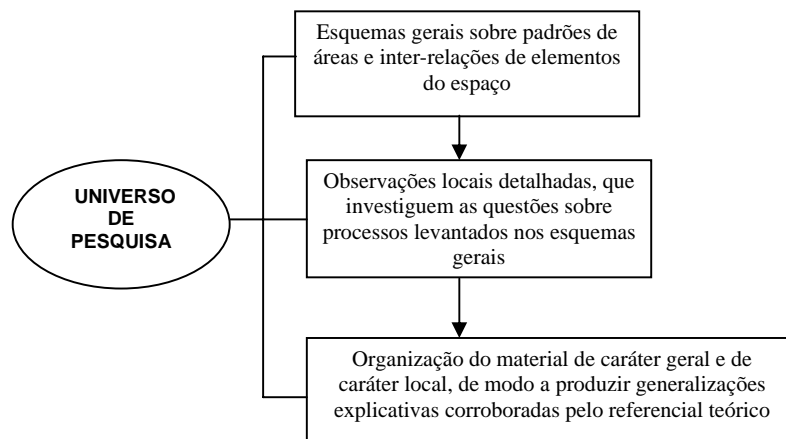 Esquemas gerais sobre padrões de
áreas e inter-relações de elementos
do espaço
UNIVERSO
DE
PESQUISA
Observações locais detalhadas, que
investiguem as questões sobre
processos levantados nos esquemas
gerais
Organização do material de caráter geral e de
caráter local, de modo a produzir generalizações
explicativas corroboradas pelo referencial teórico